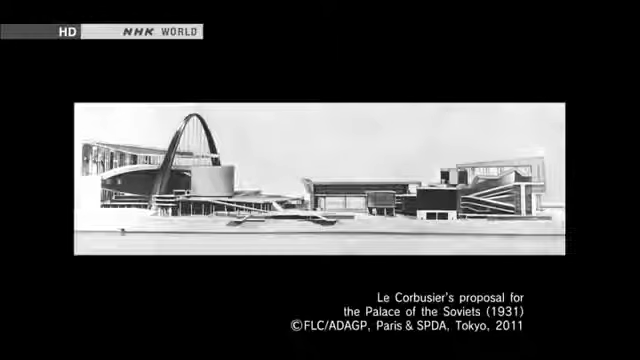 HD NHK WORLD
Le Corbusier's proposal for
the Palace of the Soviets (1931)
©FLC/ADAGP, Paris & SPDA, Tokyo, 2011